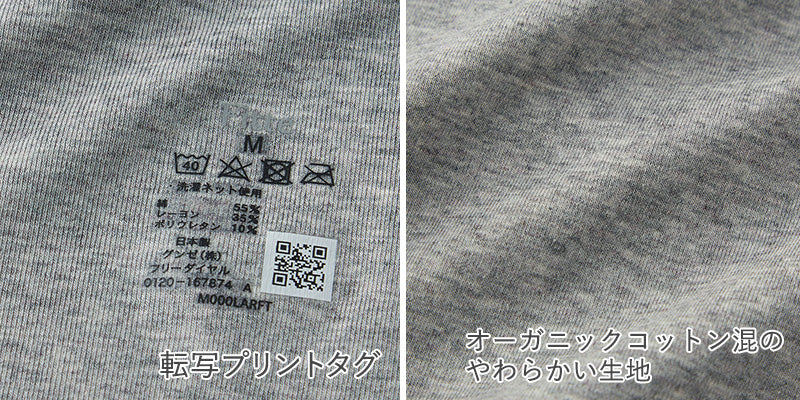 M
40
洗濯ネット使用
綿 55%
レーヨン 35%
ポリウレタン 10%
日本製
グンゼ(株)
フリーダイヤル
0120-167874 A
M000LARFT
転写プリントタグ
オーガニックコットン混の
やわらかい生地